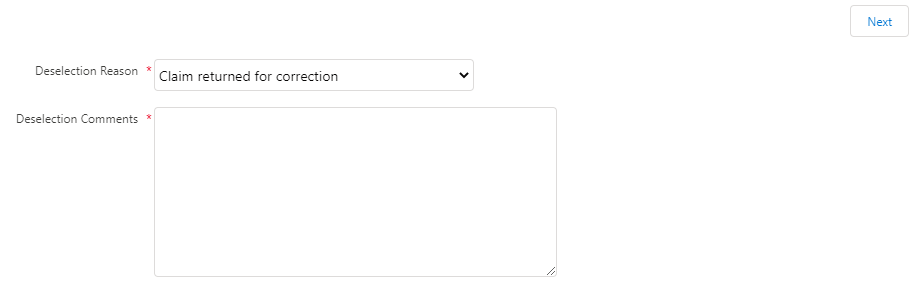 Next
Deselection Reason * Claim returned for correction
Deselection Comments *